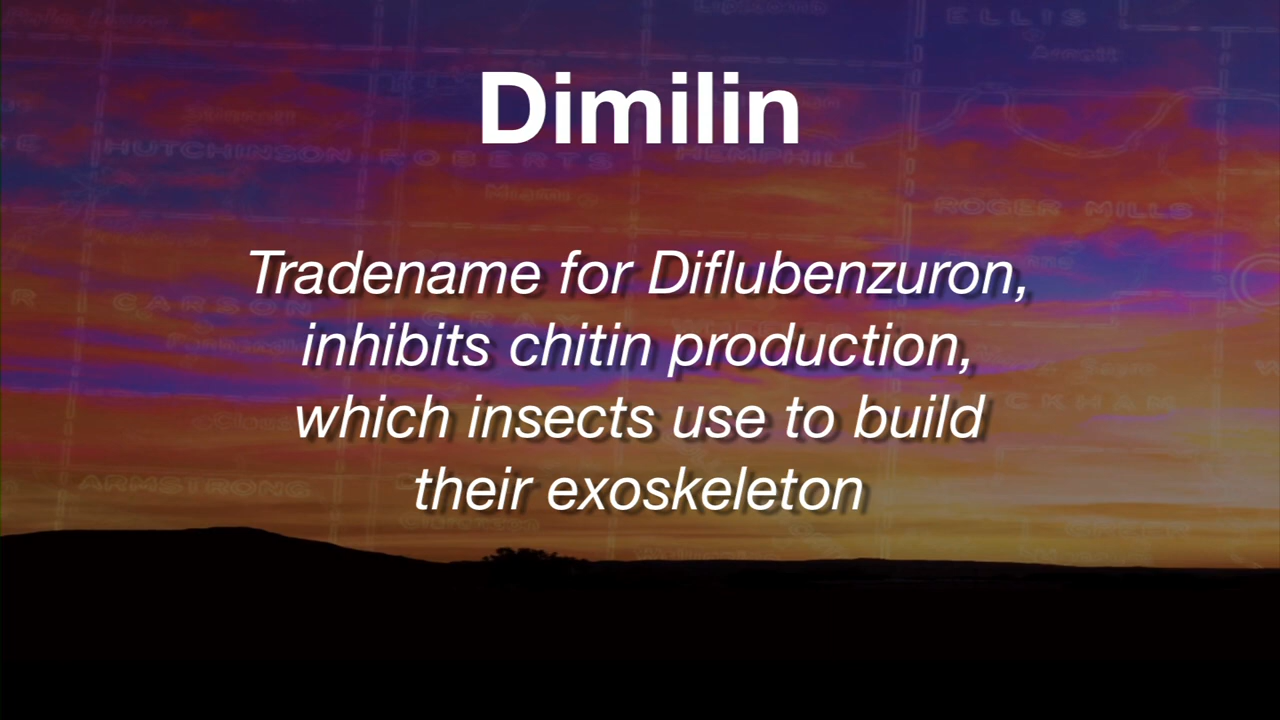 ELLIS
Dimilin
HUTCHINSON ROBERTS HEMPHILL
Miami
ROGER MILLS
Tradename for Diflubenzuron,
CARSON GRAY
inhibits chitin production,
which insects use to build
ARMSTRONG
their exoskeleton